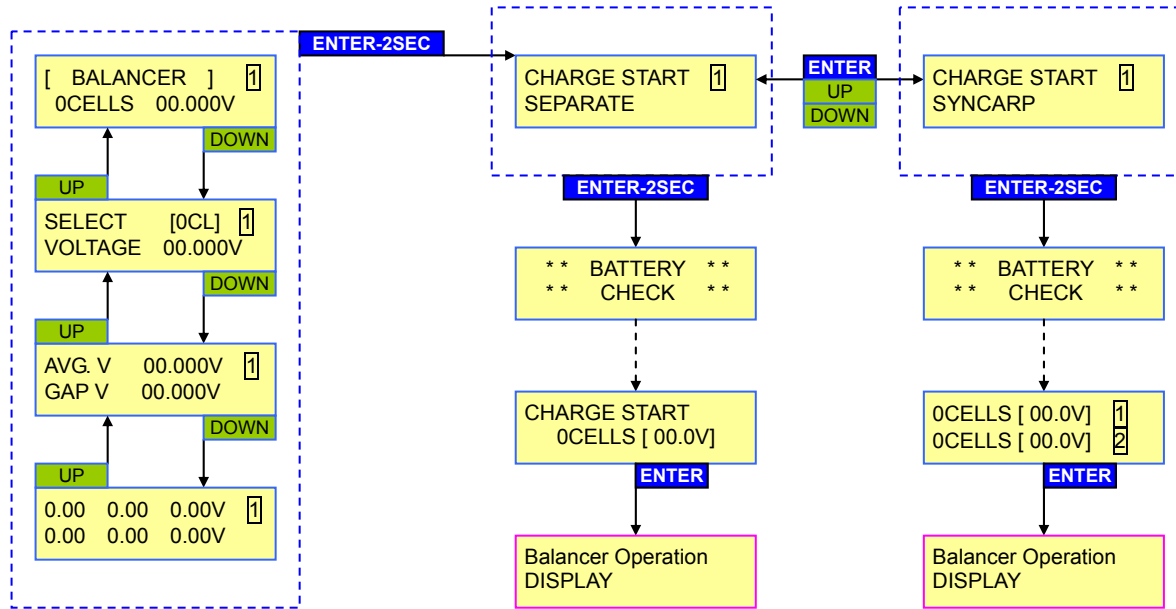 [ BALANCER ] 1
0CELLS 00.000V
DOWN
UP
SELECT [0CL] 1
VOLTAGE 00.000V
DOWN
UP
AVG. V 00.000V 1
GAP V 00.000V
DOWN
UP
0.00 0.00 0.00V 1
0.00 0.00 0.00V
ENTER-2SEC
CHARGE START 1
SEPARATE
ENTER
UP
DOWN
CHARGE START 1
SYNCARP
ENTER-2SEC
* * BATTERY * *
* * CHECK * *
CHARGE START
0CELLS [ 00.0V]
ENTER
Balancer Operation
DISPLAY
ENTER-2SEC
* * BATTERY * *
* * CHECK * *
0CELLS [ 00.0V] 1
0CELLS [ 00.0V] 2
ENTER
Balancer Operation
DISPLAY